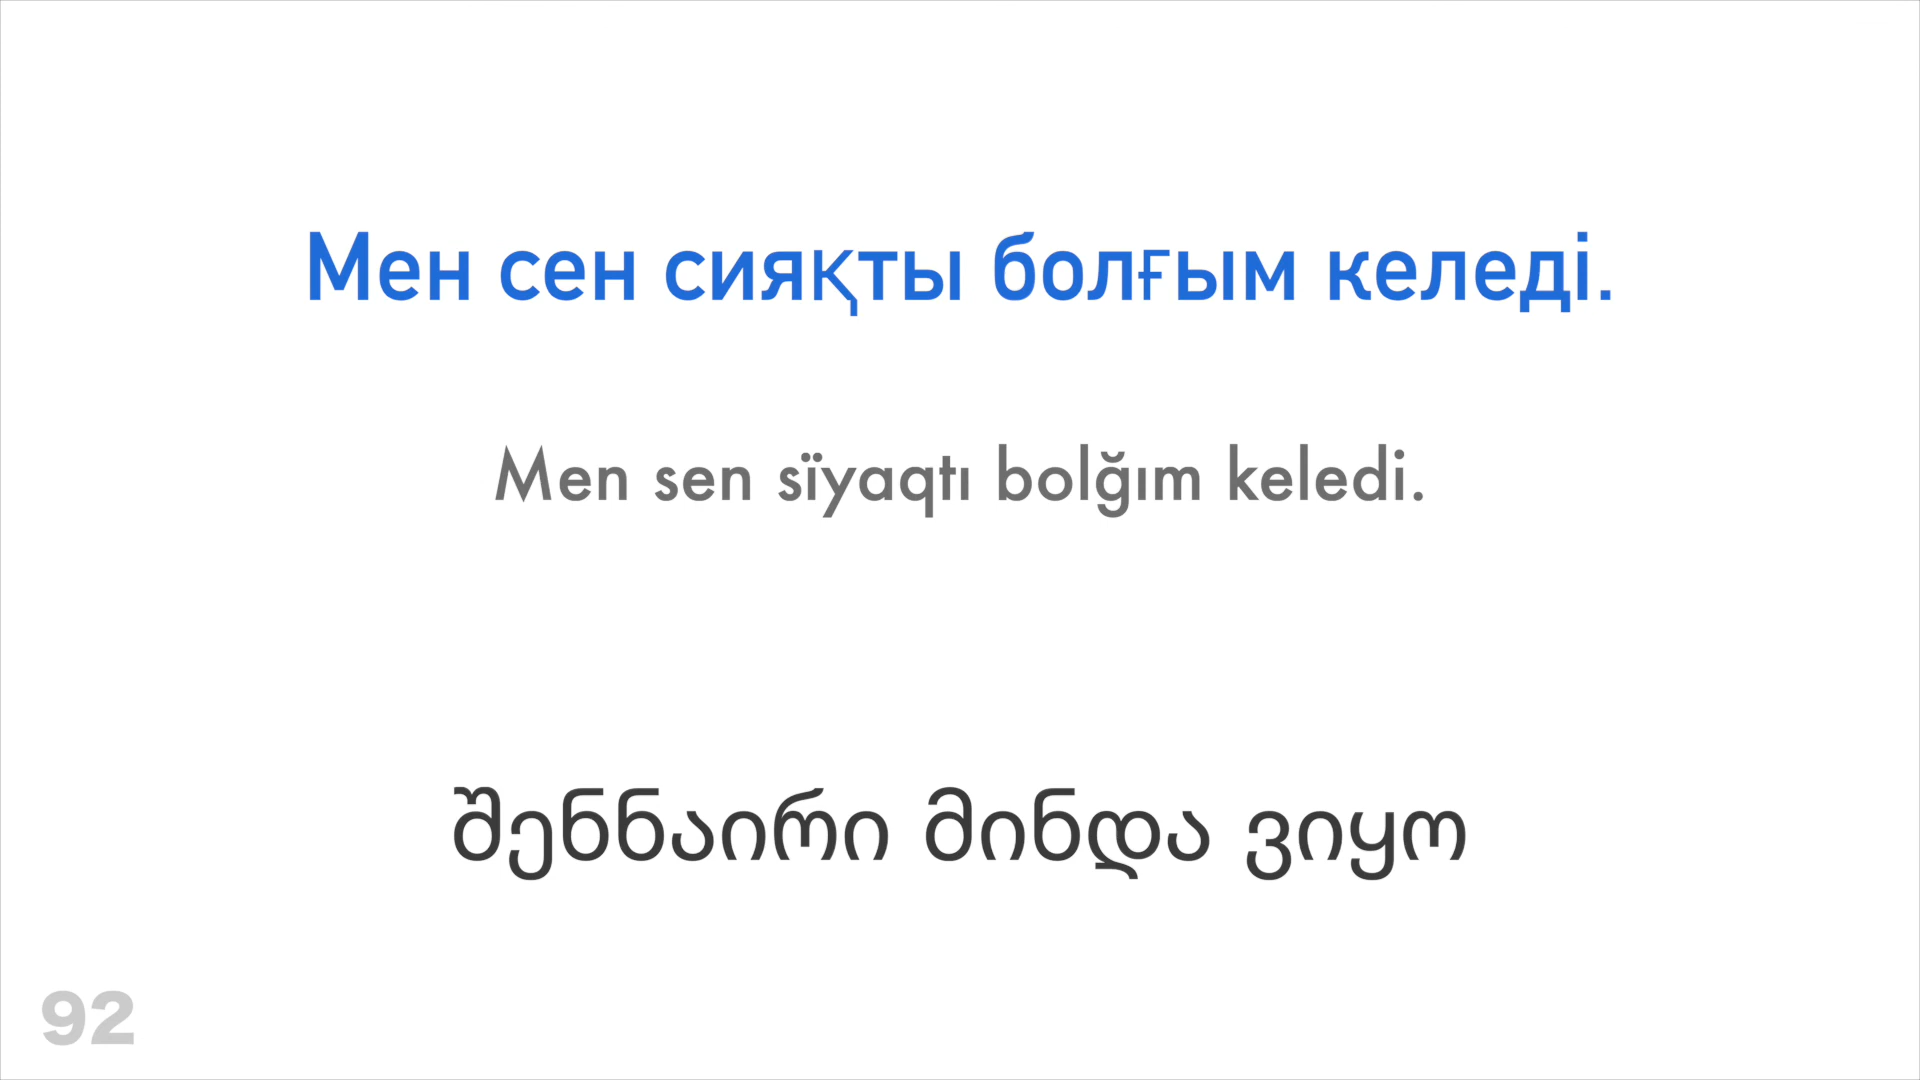 Мен сен сияқты болғым келеді.
Men sen sïyaqtı bolğım keledi.
შენნაირი მინდა ვიყო
92